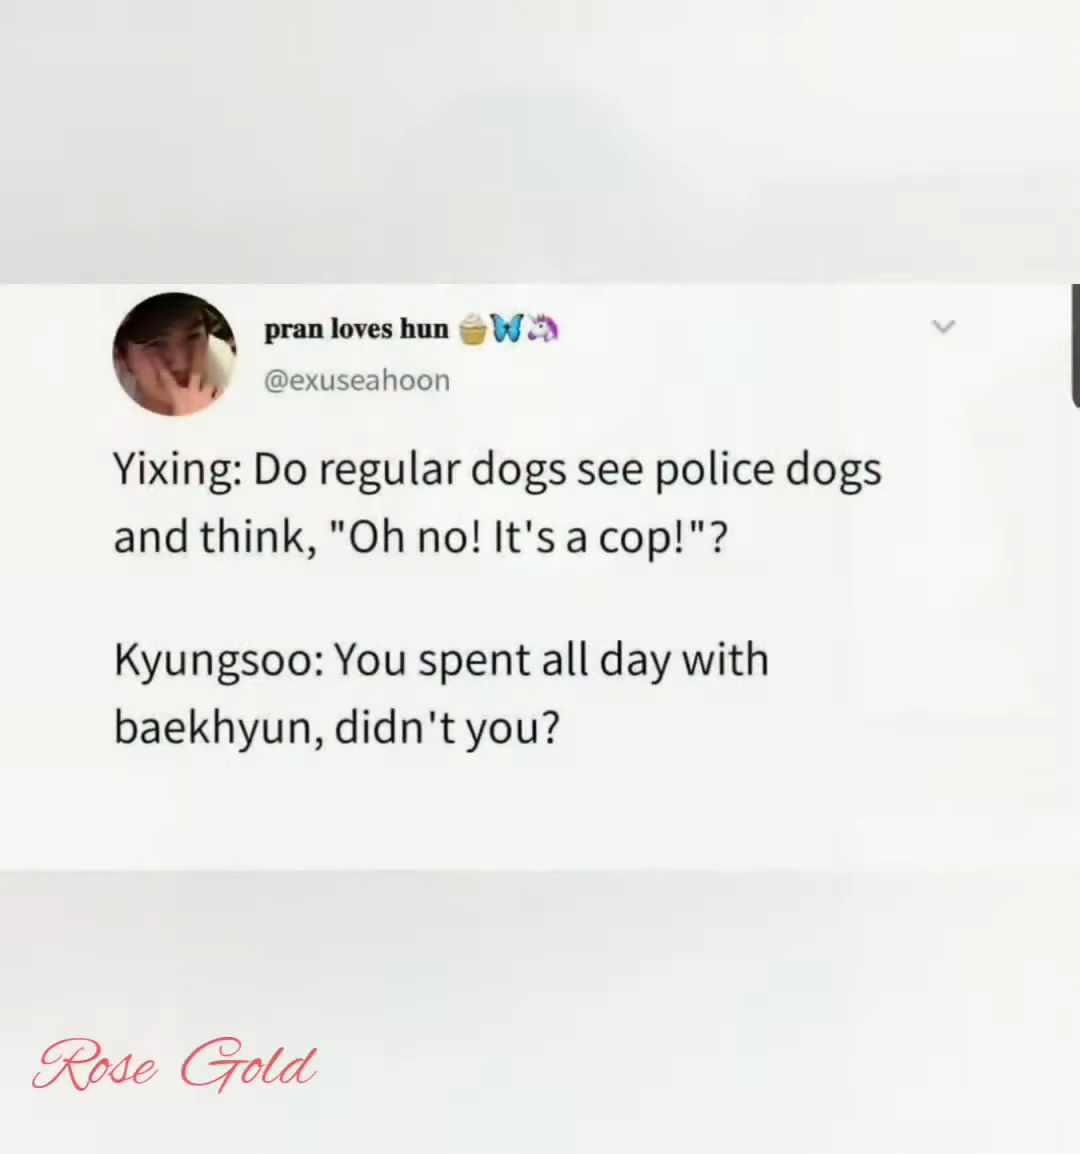 pran loves hun 🧁🦋🦄
@exuseahoon
Yixing: Do regular dogs see police dogs
and think, "Oh no! It's a cop!"?
Kyungsoo: You spent all day with
baekhyun, didn't you?
Rose Gold